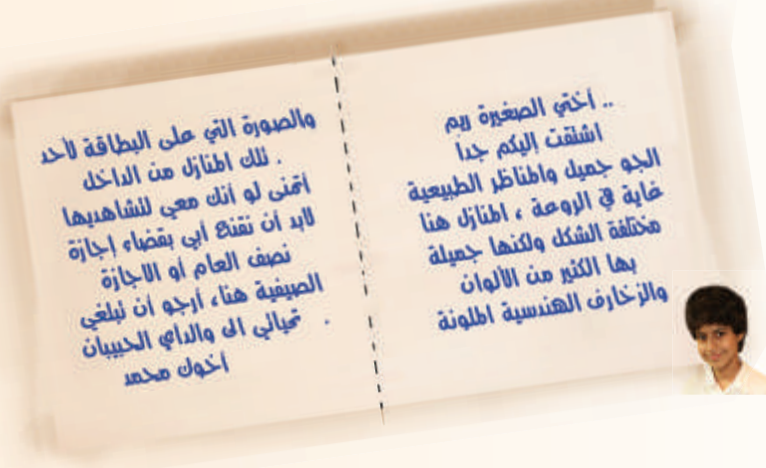 أختي الصغيرة ريم ..
اشتقت إليكم جداً
الجو جميل والمناظر الطبيعية
غاية في الروعة ، المنازل هنا
مختلفة الشكل ولكنها جميلة
بها الكثير من الألوان
والزخارف الهندسية الملونة
والصورة التي على البطاقة لأحد
تلك المنازل من الداخل .
أتمنى لو أنك معي لتشاهديها
لابد أن نقنع أبي بقضاء إجازة
نصف العام أو الاجازة
الصيفية هنا، أرجو أن تبلغي
تحياتي الى والداي الحبيبان .
أخوك محمد